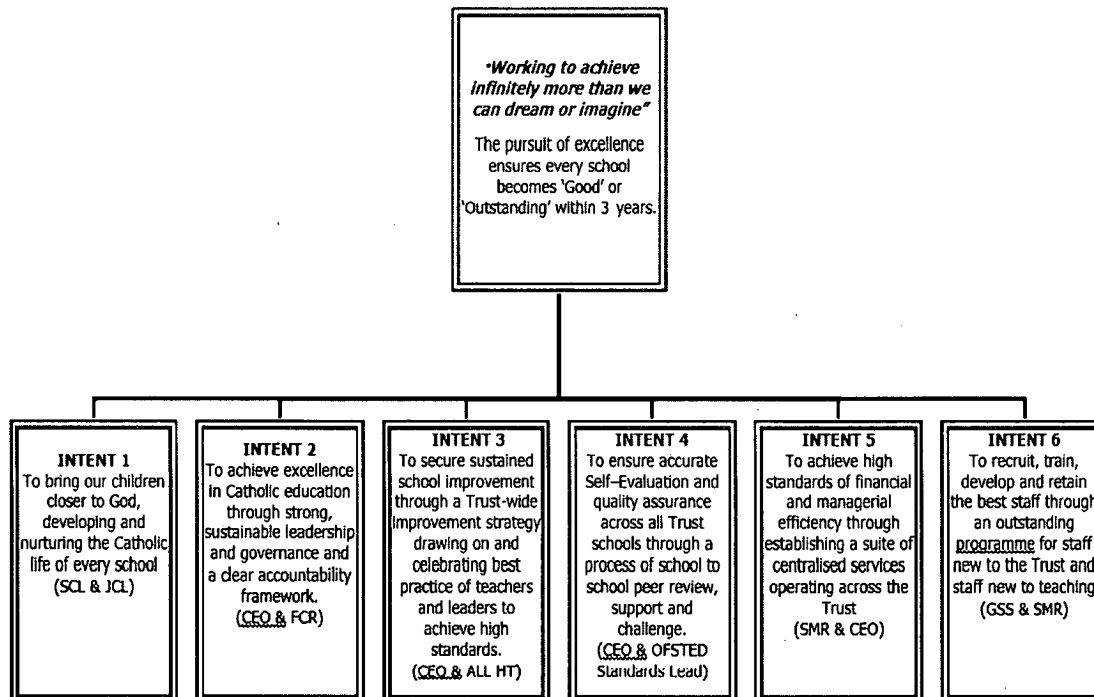 "Working to achieve
infinitely more than we
can dream or imagine"
The pursuit of excellence
ensures every school
becomes 'Good' or
'Outstanding' within 3 years.
INTENT 1
To bring our children
closer to God,
developing and
nurturing the Catholic
life of every school
(SCL & JCL)
INTENT 2
To achieve excellence
in Catholic education
through strong,
sustainable leadership
and governance and
a clear accountability
framework.
(CEO & FCR)
INTENT 3
To secure sustained
school improvement
through a Trust-wide
improvement strategy
drawing on and
celebrating best
practice of teachers
and leaders to
achieve high
standards.
(CEO & ALL HT)
INTENT 4
To ensure accurate
Self-Evaluation and
quality assurance
across all Trust
schools through a
process of school to
school peer review,
support and
challenge.
(CEO & OFSTED
Standards Lead)
INTENT 5
To achieve high
standards of financial
and managerial
efficiency through
establishing a suite of
centralised services
operating across the
Trust
(SMR & CEO)
INTENT 6
To recruit, train,
develop and retain
the best staff through
an outstanding
programme for staff
new to the Trust and
staff new to teaching
(GSS & SMR)